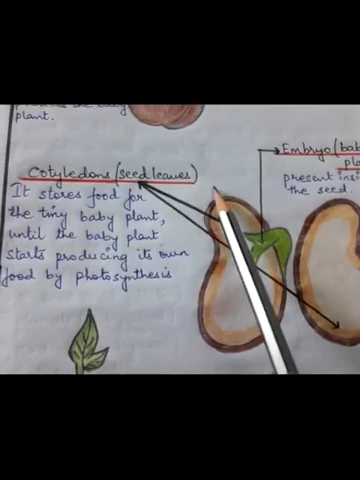 plant.
Cotyledons (seed leaves)
It stores food for
the tiny baby plant,
until the baby plant
starts producing its own
food by photosynthesis
Embryo (bab
pla
present insi
the seed.